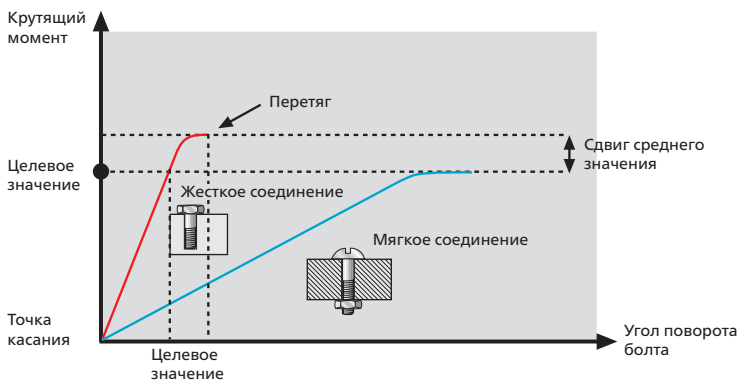 Крутящий
момент
Перетяг
Сдвиг среднего
значения
Целевое
значение
Жесткое соединение
Мягкое соединение
Точка
касания
Угол поворота
болта
Целевое
значение